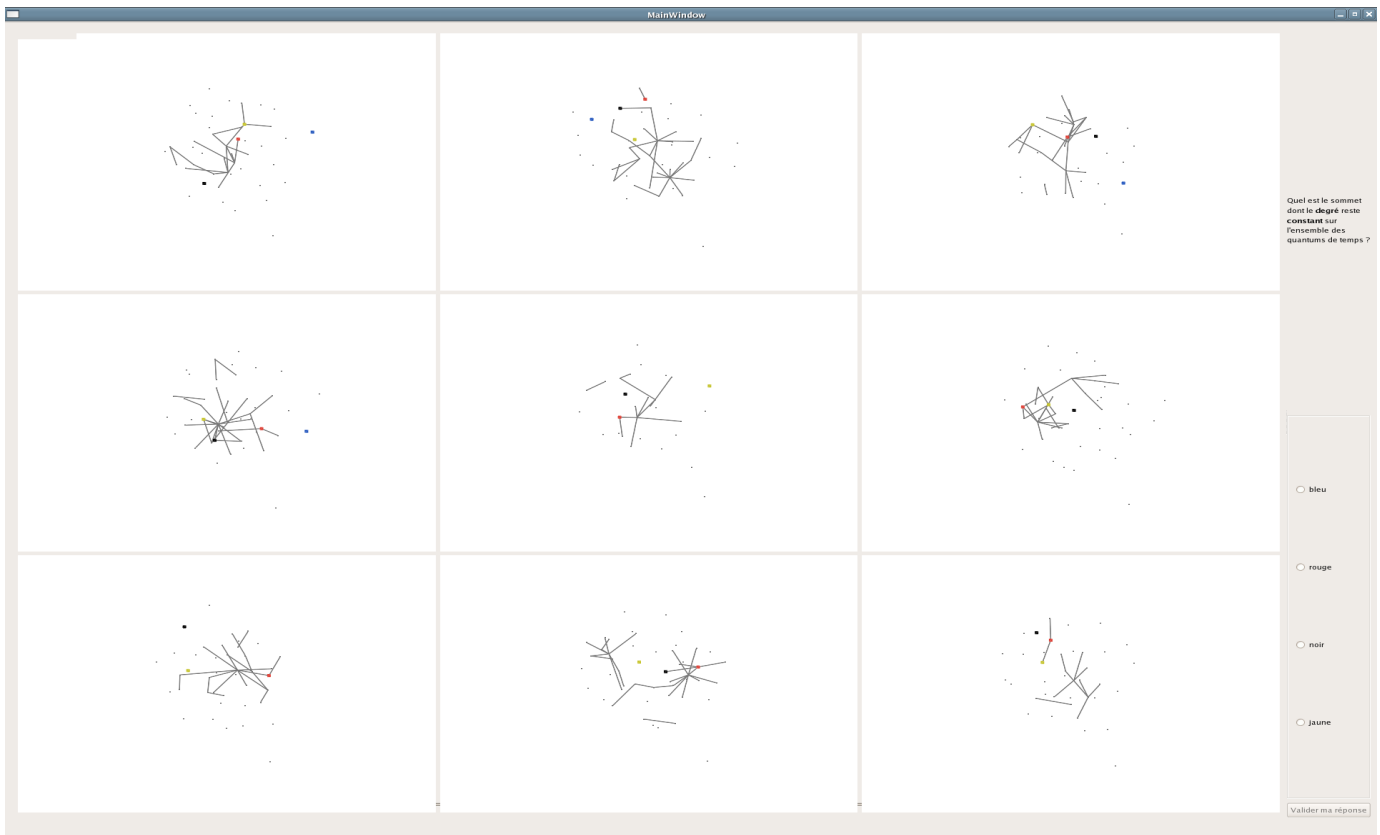 MainWindow
Quel est le sommet
dont le degré reste
constant sur
l'ensemble des
quantums de temps ?
bleu
rouge
noir
jaune
Valider ma réponse